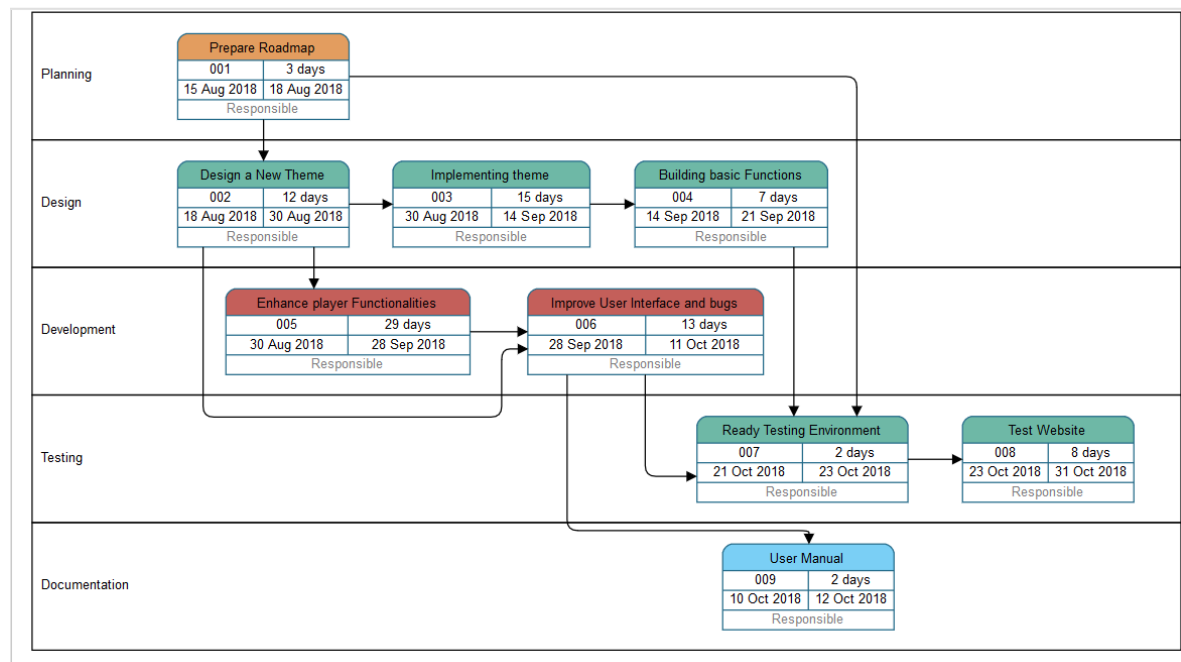 Planning
Prepare Roadmap
001 3 days
15 Aug 2018 18 Aug 2018
Responsible
Design
Design a New Theme
002 12 days
18 Aug 2018 30 Aug 2018
Responsible
Implementing theme
003 15 days
30 Aug 2018 14 Sep 2018
Responsible
Building basic Functions
004 7 days
14 Sep 2018 21 Sep 2018
Responsible
Development
Enhance player Functionalities
005 29 days
30 Aug 2018 28 Sep 2018
Responsible
Improve User Interface and bugs
006 13 days
28 Sep 2018 11 Oct 2018
Responsible
Testing
Ready Testing Environment
007 2 days
21 Oct 2018 23 Oct 2018
Responsible
Test Website
008 8 days
23 Oct 2018 31 Oct 2018
Responsible
Documentation
User Manual
009 2 days
10 Oct 2018 12 Oct 2018
Responsible